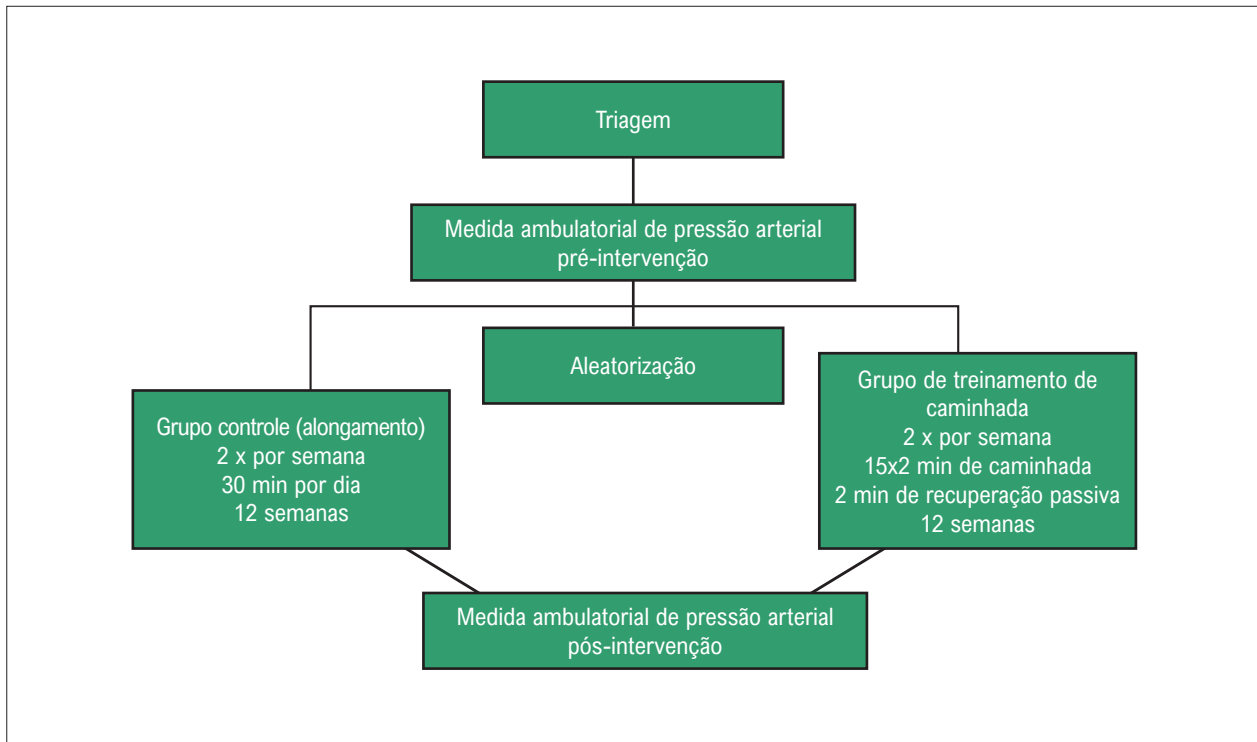 Triagem
Medida ambulatorial de pressão arterial
pré-intervenção
Aleatorização
Grupo controle (alongamento)
2 x por semana
30 min por dia
12 semanas
Grupo de treinamento de
caminhada
2 x por semana
15x2 min de caminhada
2 min de recuperação passiva
12 semanas
Medida ambulatorial de pressão arterial
pós-intervenção